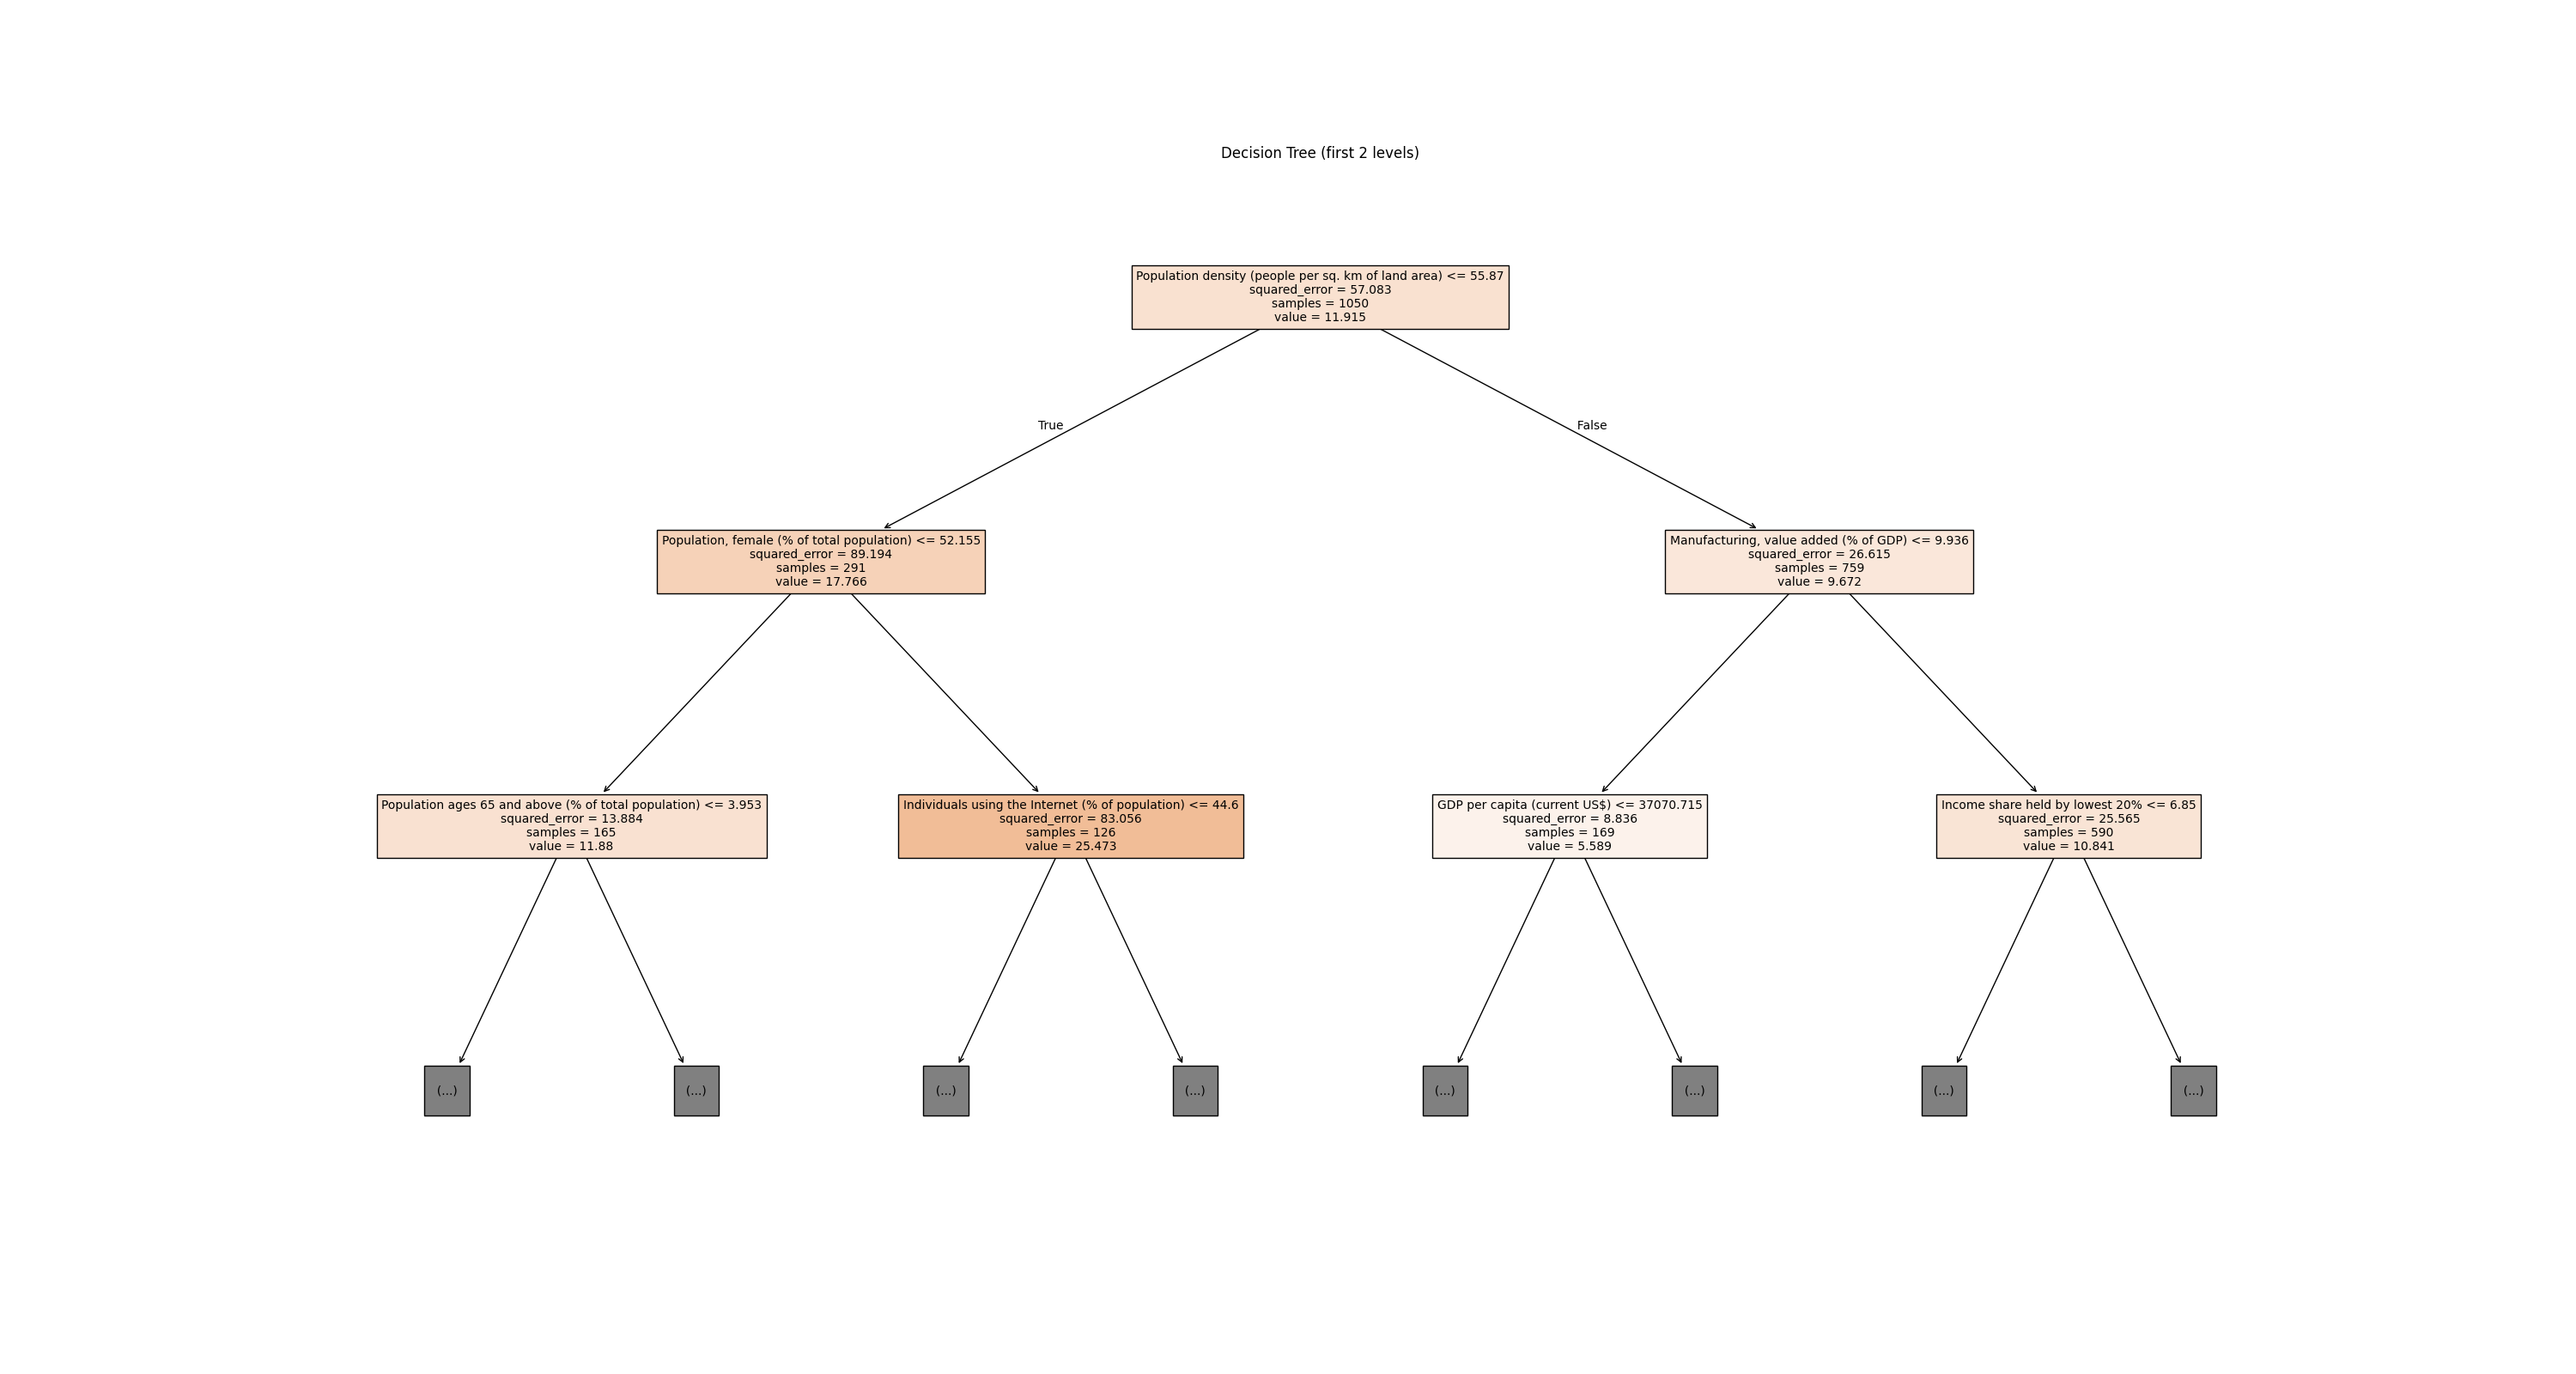 Decision Tree (first 2 levels)
Population density (people per sq. km of land area) <= 55.87
squared_error = 57.083
samples = 1050
value = 11.915
True
False
Population, female (% of total population) <= 52.155
squared_error = 89.194
samples = 291
value = 17.766
Manufacturing, value added (% of GDP) <= 9.936
squared_error = 26.615
samples = 759
value = 9.672
Population ages 65 and above (% of total population) <= 3.953
squared_error = 13.884
samples = 165
value = 11.88
Individuals using the Internet (% of population) <= 44.6
squared_error = 83.056
samples = 126
value = 25.473
GDP per capita (current US$) <= 37070.715
squared_error = 8.836
samples = 169
value = 5.589
Income share held by lowest 20% <= 6.85
squared_error = 25.565
samples = 590
value = 10.841
(...)
(...)
(...)
(...)
(...)
(...)
(...)
(...)